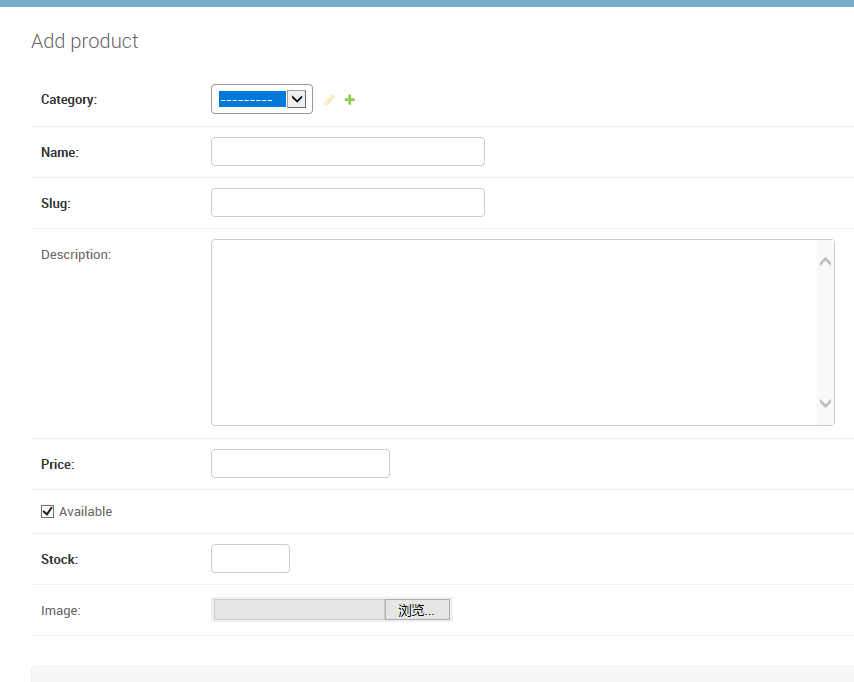 Add product
Category: ---------
Name:
Slug:
Description:
Price:
Available
Stock:
Image: 浏览...